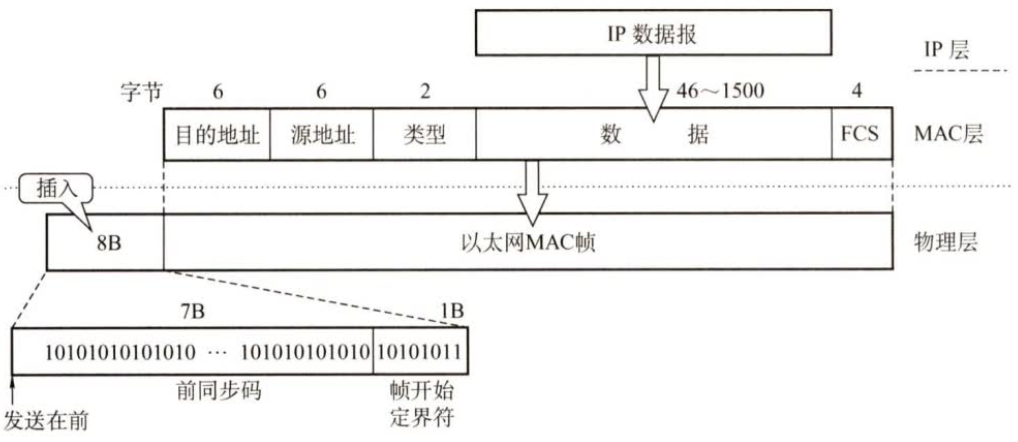 IP 数据报
IP 层
字节 6 6 2 46～1500 4
目的地址 源地址 类型 数 据 FCS MAC层
插入
8B 以太网MAC帧 物理层
7B 1B
10101010101010 … 101010101010 10101011
前同步码 帧开始
定界符
发送在前